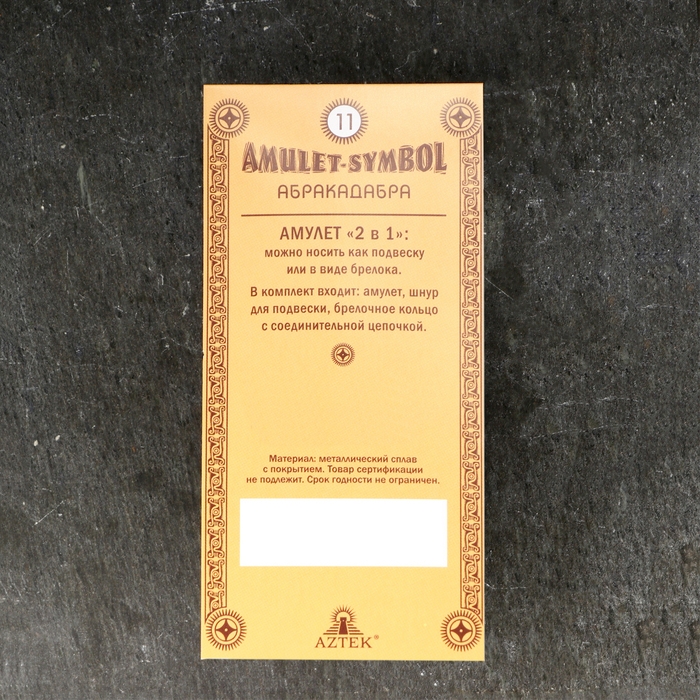 11
AMULET-SYMBOL
АБРАКАДАБРА
АМУЛЕТ «2 в 1»:
можно носить как подвеску
или в виде брелока.
В комплект входит: амулет, шнур
для подвески, брелочное кольцо
с соединительной цепочкой.
Материал: металлический сплав
с покрытием. Товар сертификации
не подлежит. Срок годности не ограничен.
AZTEK®